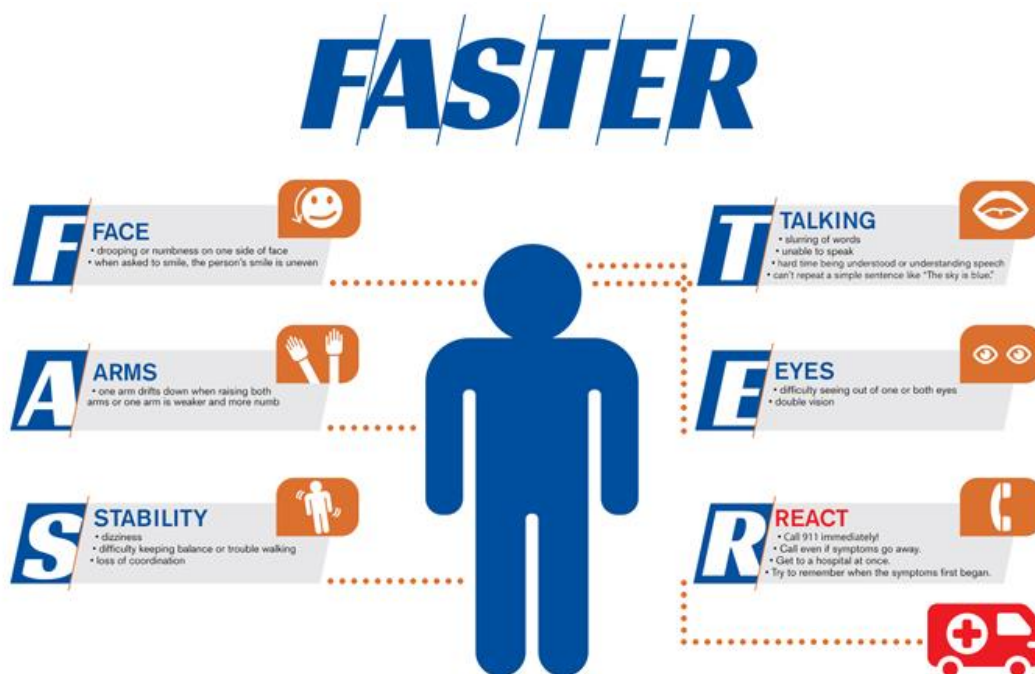 FASTER
F
FACE
• drooping or numbness on one side of face
• when asked to smile, the person's smile is uneven
A
ARMS
• one arm drifts down when raising both
arms or one arm is weaker and more numb
S
STABILITY
• dizziness
• difficulty keeping balance or trouble walking
• loss of coordination
T
TALKING
• slurring of words
• unable to speak
• hard time being understood or understanding speech
• can't repeat a simple sentence like "The sky is blue."
E
EYES
• difficulty seeing out of one or both eyes
• double vision
R
REACT
• Call 911 immediately!
• Call even if symptoms go away.
• Get to a hospital at once.
• Try to remember when the symptoms first began.